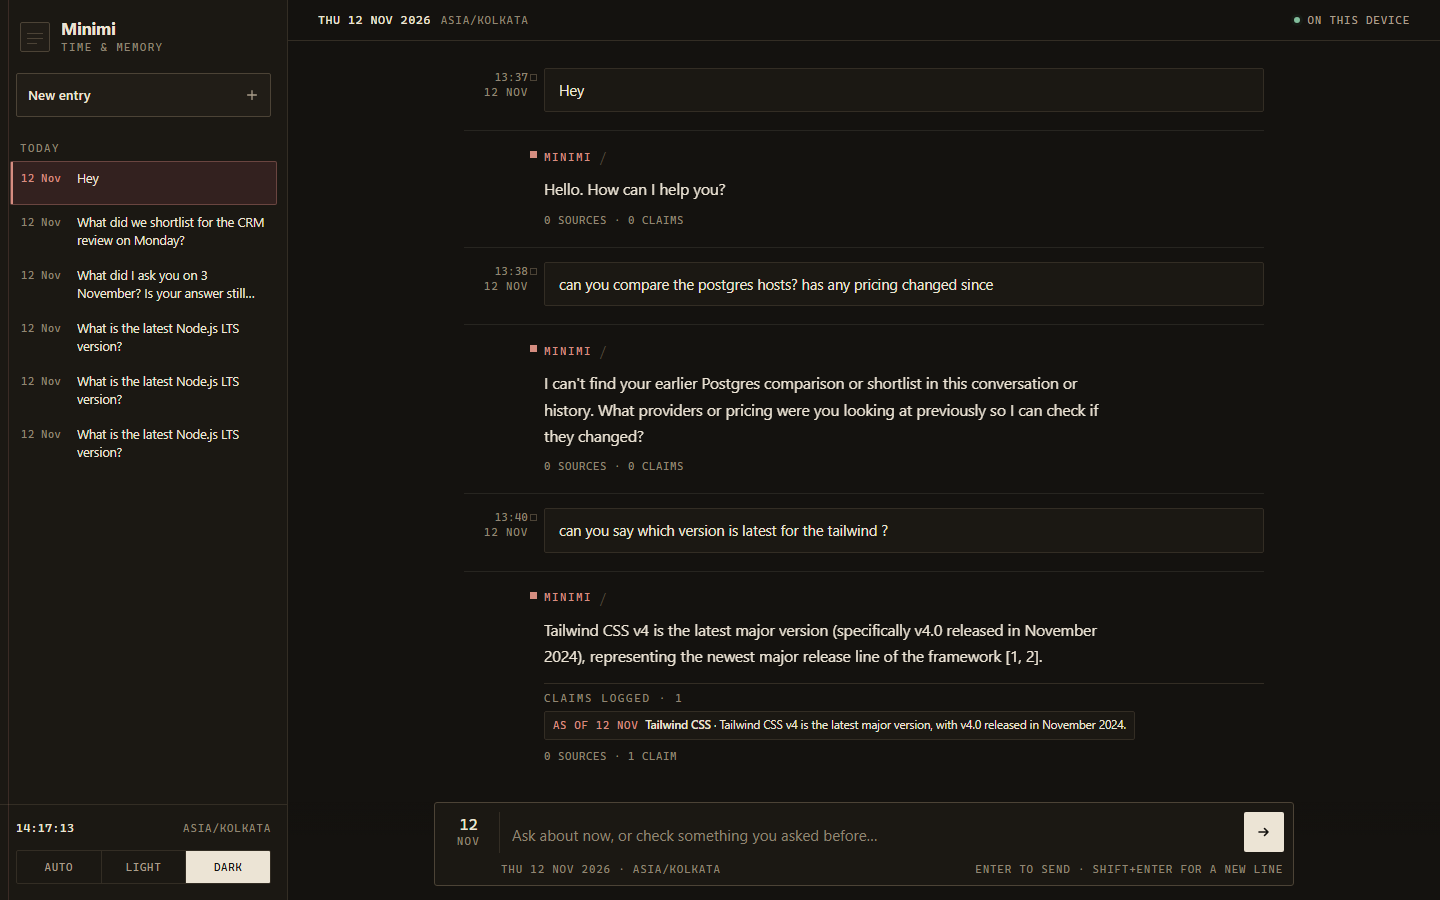 Minimi
TIME & MEMORY
New entry
+
TODAY
12 Nov Hey
12 Nov What did we shortlist for the CRM
review on Monday?
12 Nov What did I ask you on 3
November? Is your answer still...
12 Nov What is the latest Node.js LTS
version?
12 Nov What is the latest Node.js LTS
version?
12 Nov What is the latest Node.js LTS
version?
14:17:13 ASIA/KOLKATA
AUTO LIGHT DARK
THU 12 NOV 2026 ASIA/KOLKATA
ON THIS DEVICE
13:37
12 NOV
Hey
MINIMI /
Hello. How can I help you?
0 SOURCES · 0 CLAIMS
13:38
12 NOV
can you compare the postgres hosts? has any pricing changed since
MINIMI /
I can't find your earlier Postgres comparison or shortlist in this conversation or
history. What providers or pricing were you looking at previously so I can check if
they changed?
0 SOURCES · 0 CLAIMS
13:40
12 NOV
can you say which version is latest for the tailwind ?
MINIMI /
Tailwind CSS v4 is the latest major version (specifically v4.0 released in November
2024), representing the newest major release line of the framework [1, 2].
CLAIMS LOGGED · 1
AS OF 12 NOV Tailwind CSS · Tailwind CSS v4 is the latest major version, with v4.0 released in November 2024.
0 SOURCES · 1 CLAIM
12
NOV
Ask about now, or check something you asked before...
THU 12 NOV 2026 · ASIA/KOLKATA
ENTER TO SEND · SHIFT+ENTER FOR A NEW LINE